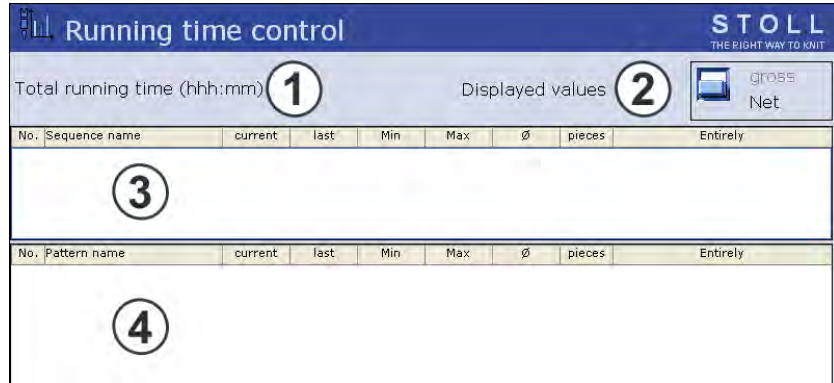 Running time control
STOLL
THE RIGHT WAY TO KNIT
Total running time (hhh:mm) 1
Displayed values 2
gross
Net
No. Sequence name current last Min Max Ø pieces Entirely
3
No. Pattern name current last Min Max Ø pieces Entirely
4